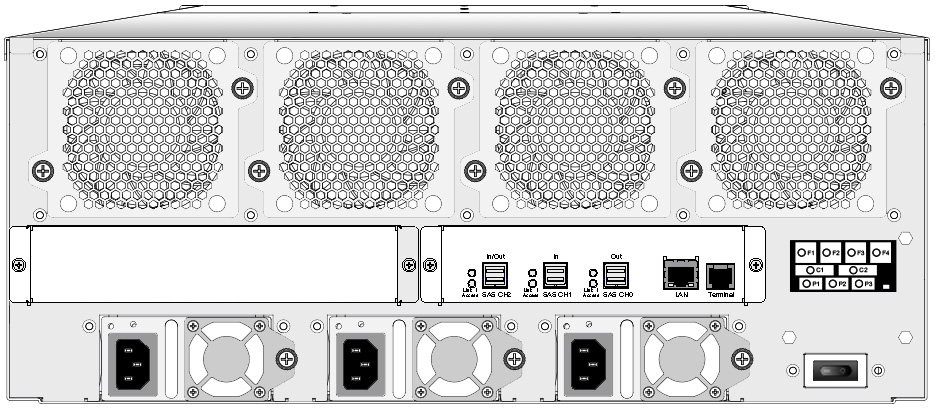 In/Out In Out
F1 F2 F3 F4
C1 C2
P1 P2 P3
Link Access SAS CH2 Link Access SAS CH1 Link Access SAS CH0 LAN Terminal